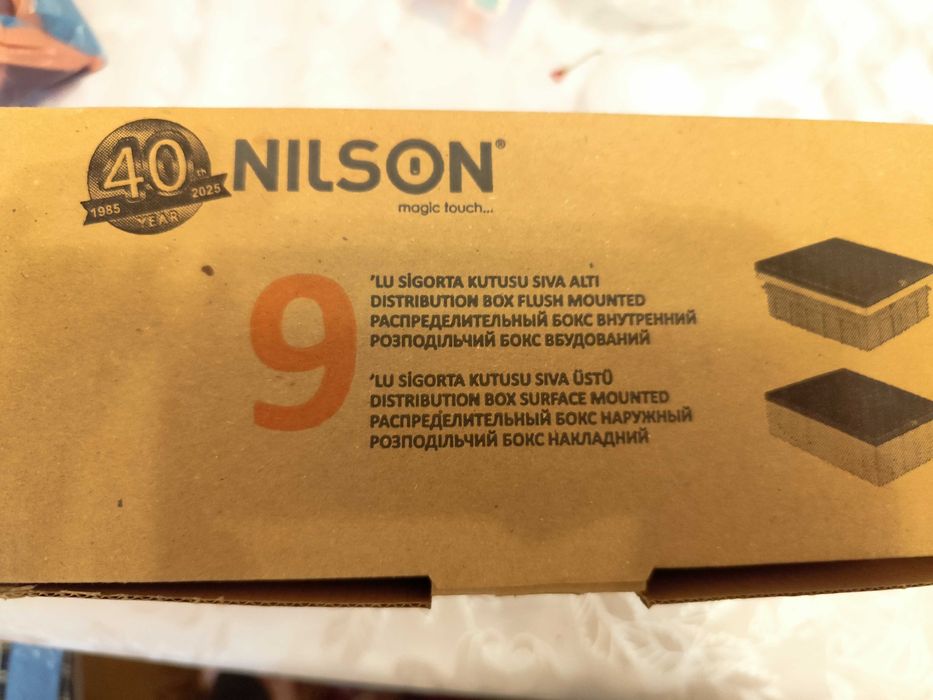 40th
1985 2025
YEAR
NILSON®
magic touch...
9
'LU SİGORTA KUTUSU SIVA ALTI
DISTRIBUTION BOX FLUSH MOUNTED
РАСПРЕДЕЛИТЕЛЬНЫЙ БОКС ВНУТРЕННИЙ
РОЗПОДІЛЬЧИЙ БОКС ВБУДОВАНИЙ
'LU SİGORTA KUTUSU SIVA ÜSTÜ
DISTRIBUTION BOX SURFACE MOUNTED
РАСПРЕДЕЛИТЕЛЬНЫЙ БОКС НАРУЖНЫЙ
РОЗПОДІЛЬЧИЙ БОКС НАКЛАДНИЙ